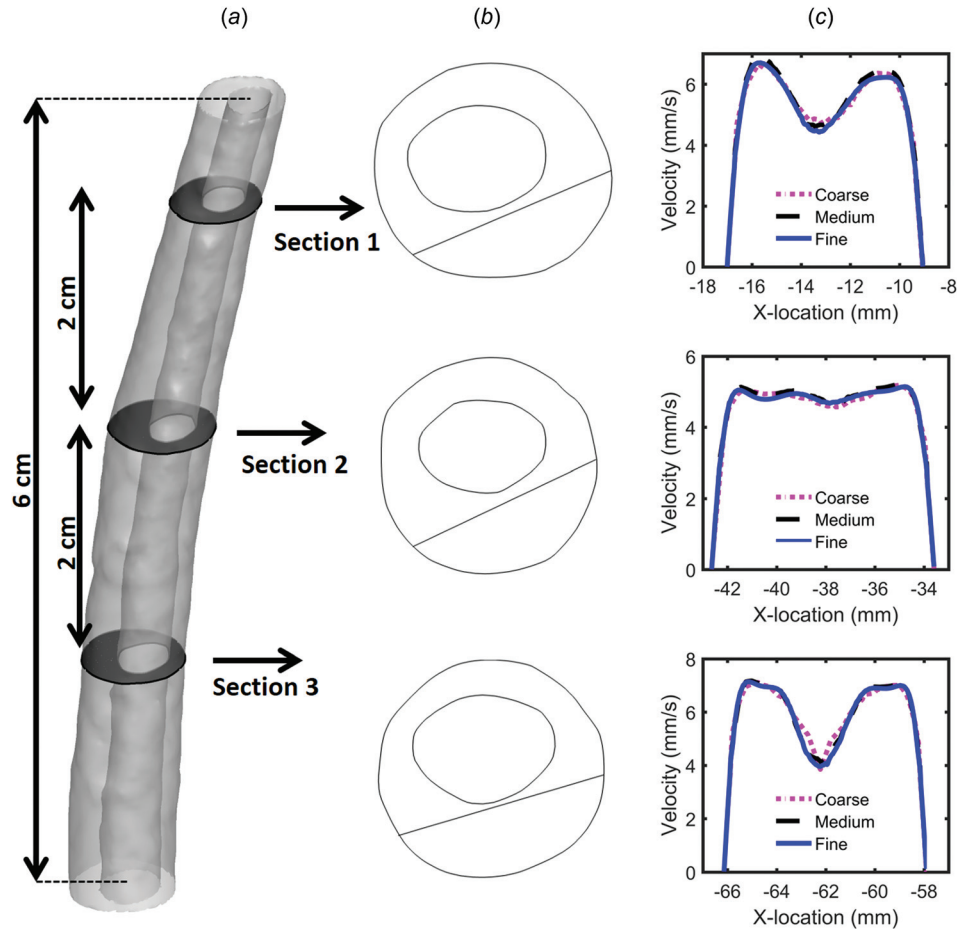 (a)
(b)
(c)
6 cm
2 cm
2 cm
Section 1
Section 2
Section 3
Velocity (mm/s)
6
4
2
0
Coarse
Medium
Fine
-18 -16 -14 -12 -10 -8
X-location (mm)
Velocity (mm/s)
6
4
2
0
Coarse
Medium
Fine
-42 -40 -38 -36 -34
X-location (mm)
Velocity (mm/s)
8
6
4
2
0
Coarse
Medium
Fine
-66 -64 -62 -60 -58
X-location (mm)